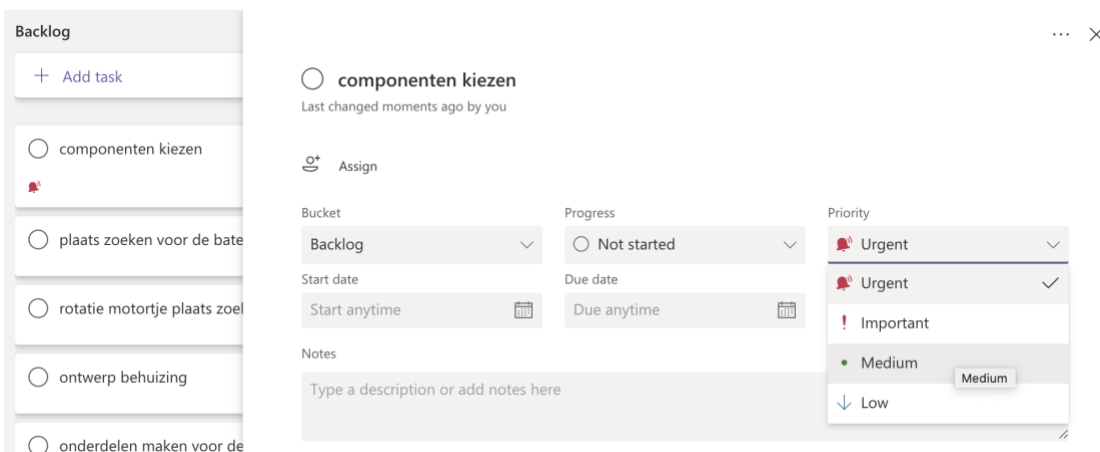 Backlog
+ Add task
componenten kiezen
plaats zoeken voor de bate
rotatie motortje plaats zoel
ontwerp behuizing
onderdelen maken voor de
componenten kiezen
Last changed moments ago by you
Assign
Bucket
Progress
Priority
Backlog
Not started
Urgent
Start date
Due date
Start anytime
Due anytime
Urgent
Important
Medium
Medium
Low
Notes
Type a description or add notes here